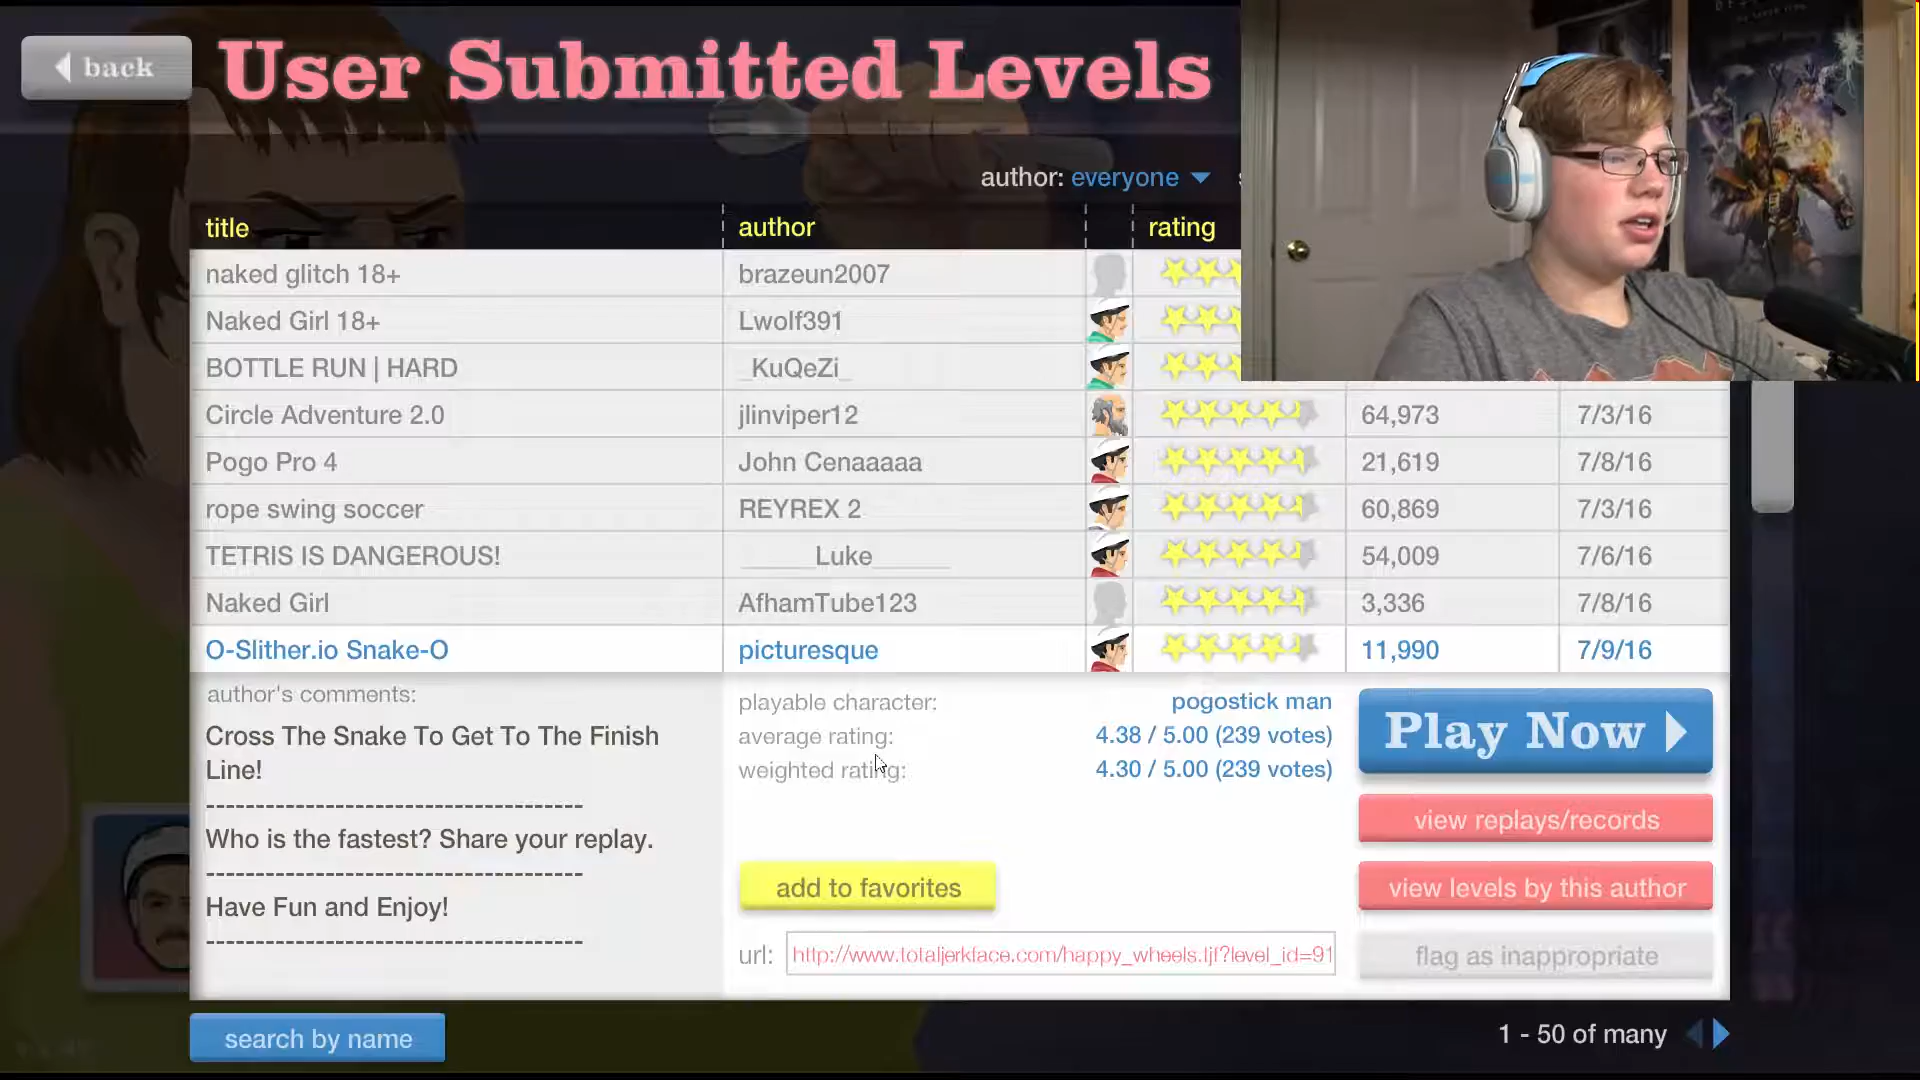 back
User Submitted Levels
author: everyone
title author rating
naked glitch 18+ brazeun2007
Naked Girl 18+ Lwolf391
BOTTLE RUN | HARD _KuQeZi_
Circle Adventure 2.0 jlinviper12 64,973 7/3/16
Pogo Pro 4 John Cenaaaaa 21,619 7/8/16
rope swing soccer REYREX 2 60,869 7/3/16
TETRIS IS DANGEROUS! ______Luke______ 54,009 7/6/16
Naked Girl AfhamTube123 3,336 7/8/16
O-Slither.io Snake-O picturesque 11,990 7/9/16
author's comments:
Cross The Snake To Get To The Finish
Line!
-------------------------------------
Who is the fastest? Share your replay.
-------------------------------------
Have Fun and Enjoy!
-------------------------------------
playable character: pogostick man
average rating: 4.38 / 5.00 (239 votes)
weighted rating: 4.30 / 5.00 (239 votes)
add to favorites
url: http://www.totaljerkface.com/happy_wheels.tjf?level_id=91
Play Now
view replays/records
view levels by this author
flag as inappropriate
search by name
1 - 50 of many